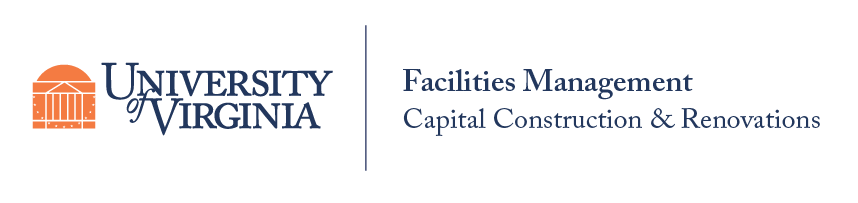 UNIVERSITY
of VIRGINIA
Facilities Management
Capital Construction & Renovations